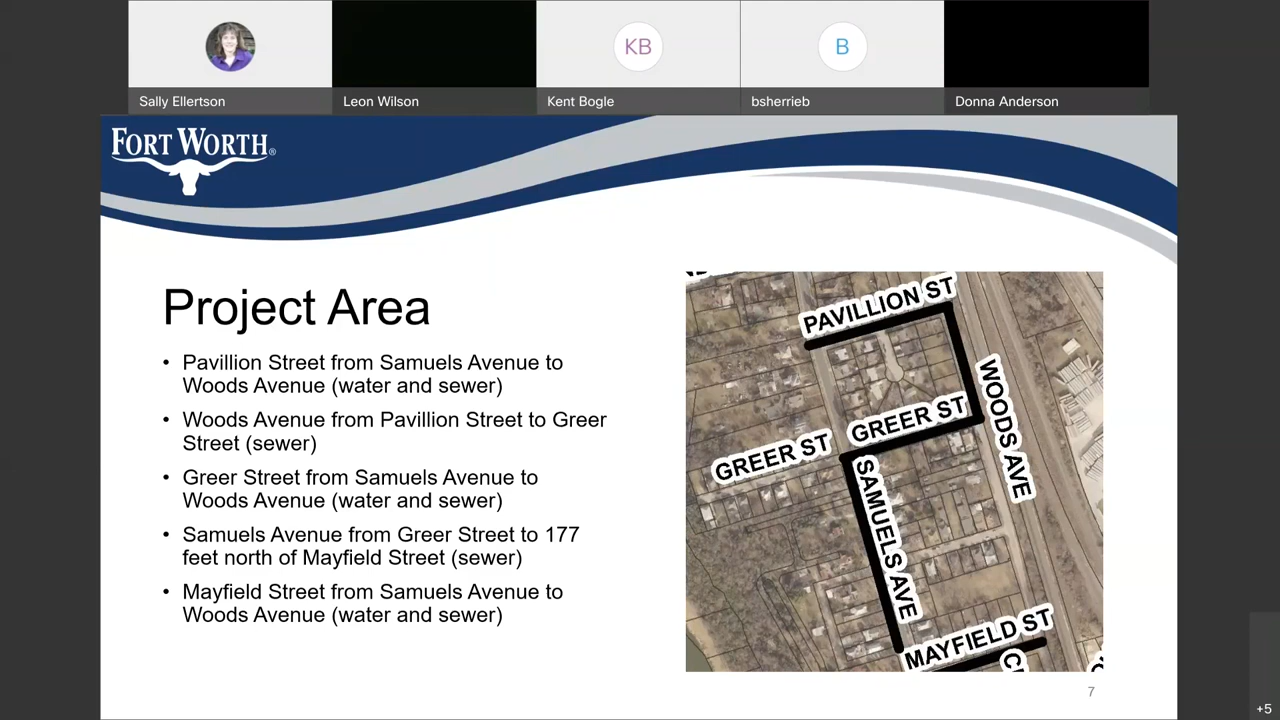 KB
B
Sally Ellertson
Leon Wilson
Kent Bogle
bsherrieb
Donna Anderson
FORT WORTH®
Project Area
• Pavillion Street from Samuels Avenue to
Woods Avenue (water and sewer)
• Woods Avenue from Pavillion Street to Greer
Street (sewer)
• Greer Street from Samuels Avenue to
Woods Avenue (water and sewer)
• Samuels Avenue from Greer Street to 177
feet north of Mayfield Street (sewer)
• Mayfield Street from Samuels Avenue to
Woods Avenue (water and sewer)
PAVILLION ST
WOODS AVE
GREER ST
GREER ST
SAMUELS AVE
MAYFIELD ST
7
+5